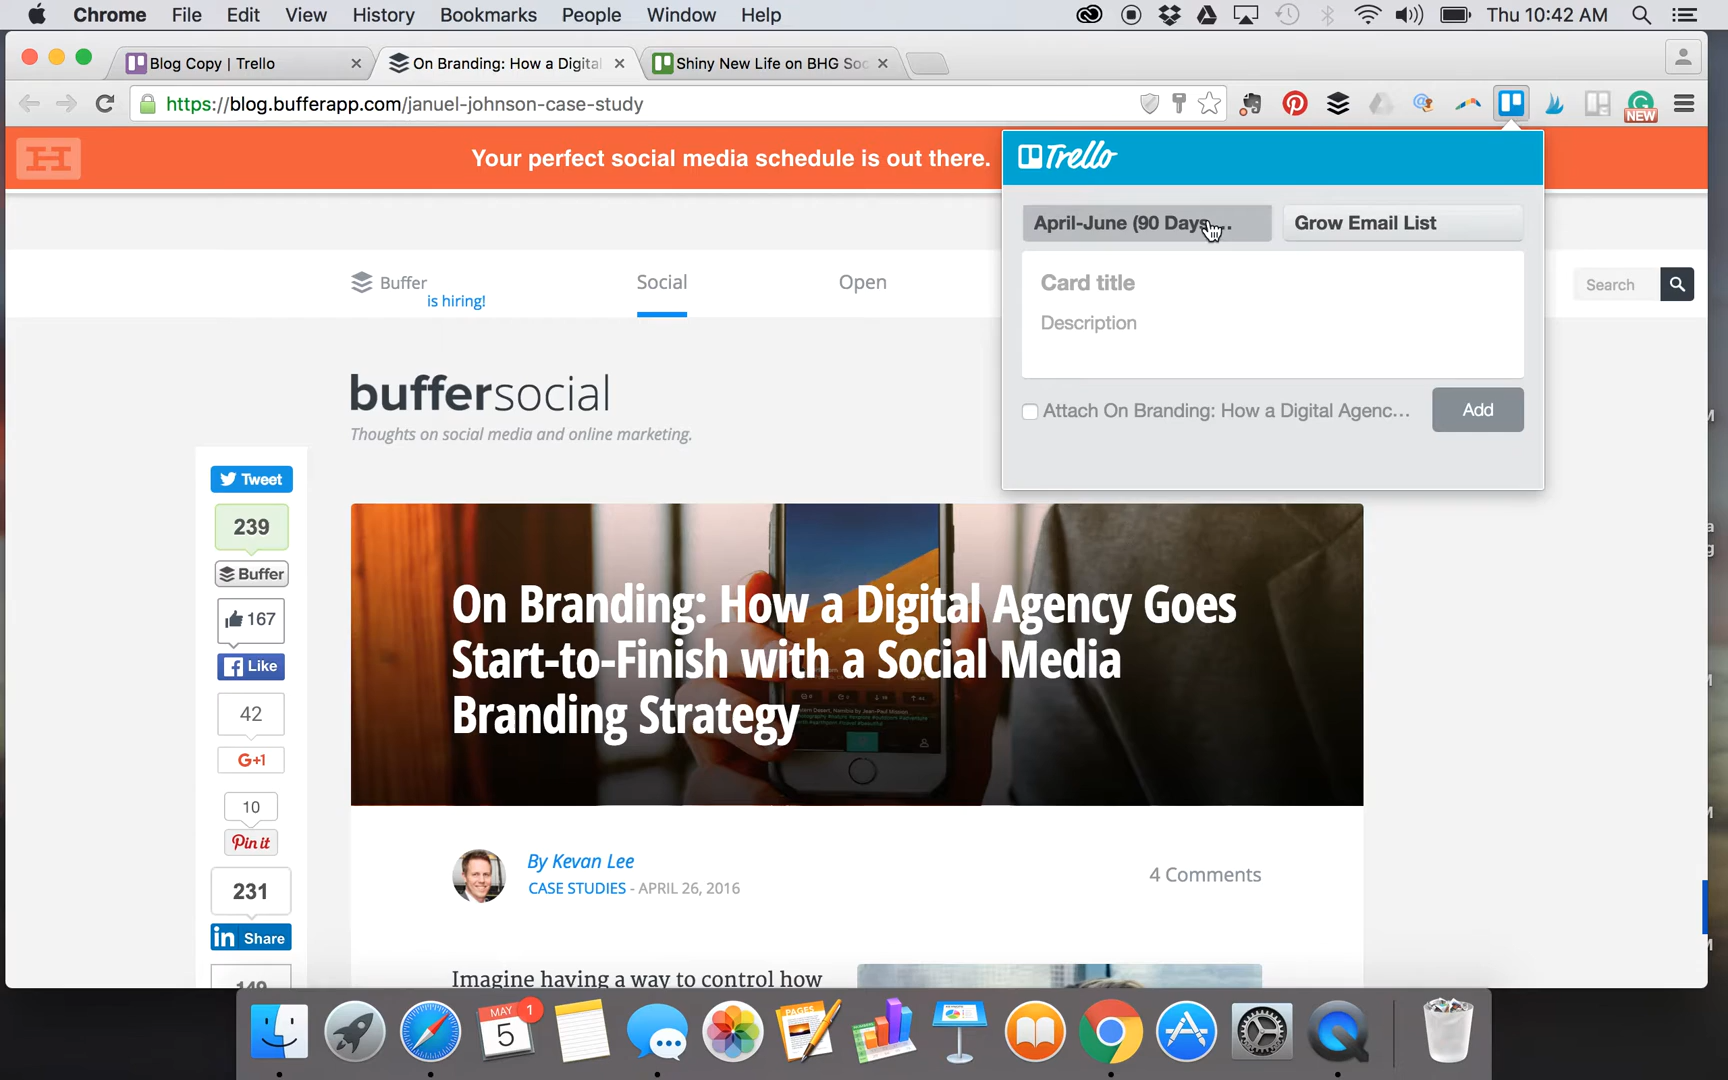 Chrome File Edit View History Bookmarks People Window Help Thu 10:42 AM
Blog Copy | Trello On Branding: How a Digital Shiny New Life on BHG Soc
https://blog.bufferapp.com/januel-johnson-case-study
NEW
Your perfect social media schedule is out there.
Trello
April-June (90 Days... Grow Email List
Card title
Description
Attach On Branding: How a Digital Agenc... Add
Buffer
is hiring!
Social Open Search
buffersocial
Thoughts on social media and online marketing.
Tweet
239
Buffer
167
Like
42
G+1
10
Pin it
231
in Share
149
On Branding: How a Digital Agency Goes
Start-to-Finish with a Social Media
Branding Strategy
By Kevan Lee
CASE STUDIES - APRIL 26, 2016
4 Comments
Imagine having a way to control how
MAY
5
1
PAGES